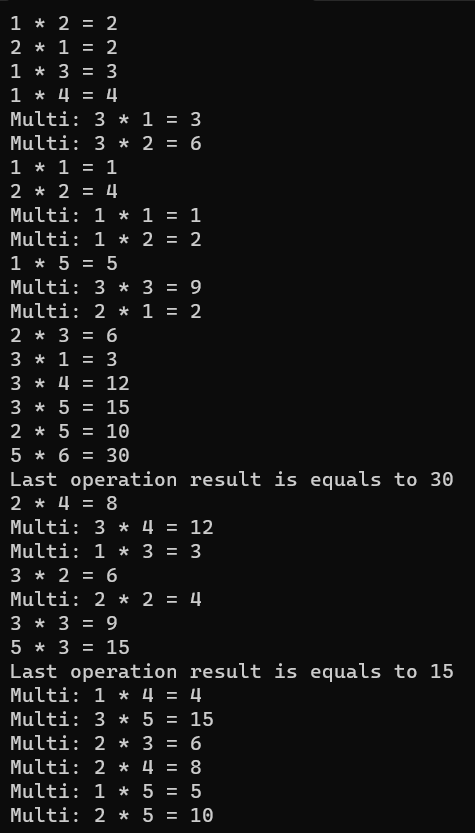 1 * 2 = 2
2 * 1 = 2
1 * 3 = 3
1 * 4 = 4
Multi: 3 * 1 = 3
Multi: 3 * 2 = 6
1 * 1 = 1
2 * 2 = 4
Multi: 1 * 1 = 1
Multi: 1 * 2 = 2
1 * 5 = 5
Multi: 3 * 3 = 9
Multi: 2 * 1 = 2
2 * 3 = 6
3 * 1 = 3
3 * 4 = 12
3 * 5 = 15
2 * 5 = 10
5 * 6 = 30
Last operation result is equals to 30
2 * 4 = 8
Multi: 3 * 4 = 12
Multi: 1 * 3 = 3
3 * 2 = 6
Multi: 2 * 2 = 4
3 * 3 = 9
5 * 3 = 15
Last operation result is equals to 15
Multi: 1 * 4 = 4
Multi: 3 * 5 = 15
Multi: 2 * 3 = 6
Multi: 2 * 4 = 8
Multi: 1 * 5 = 5
Multi: 2 * 5 = 10